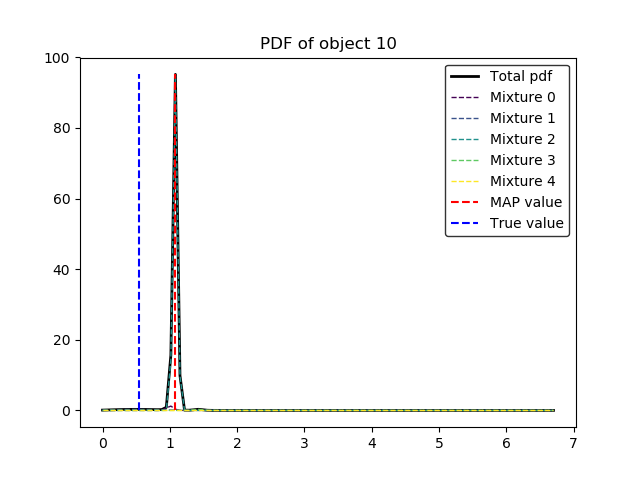 PDF of object 10
100
80
60
40
20
0
0 1 2 3 4 5 6 7
Total pdf
Mixture 0
Mixture 1
Mixture 2
Mixture 3
Mixture 4
MAP value
True value